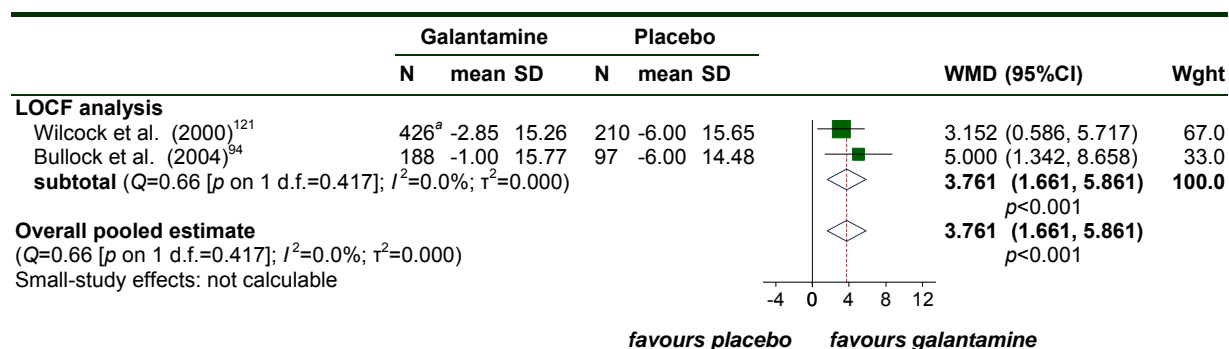 Galantamine Placebo
N mean SD N mean SD WMD (95%CI) Wght
LOCF analysis
Wilcock et al. (2000)¹²¹ 426ᵃ -2.85 15.26 210 -6.00 15.65 3.152 (0.586, 5.717) 67.0
Bullock et al. (2004)⁹⁴ 188 -1.00 15.77 97 -6.00 14.48 5.000 (1.342, 8.658) 33.0
subtotal (Q=0.66 [p on 1 d.f.=0.417]; I²=0.0%; τ²=0.000) 3.761 (1.661, 5.861) 100.0
p<0.001
Overall pooled estimate 3.761 (1.661, 5.861)
(Q=0.66 [p on 1 d.f.=0.417]; I²=0.0%; τ²=0.000) p<0.001
Small-study effects: not calculable
-4 0 4 8 12
favours placebo favours galantamine